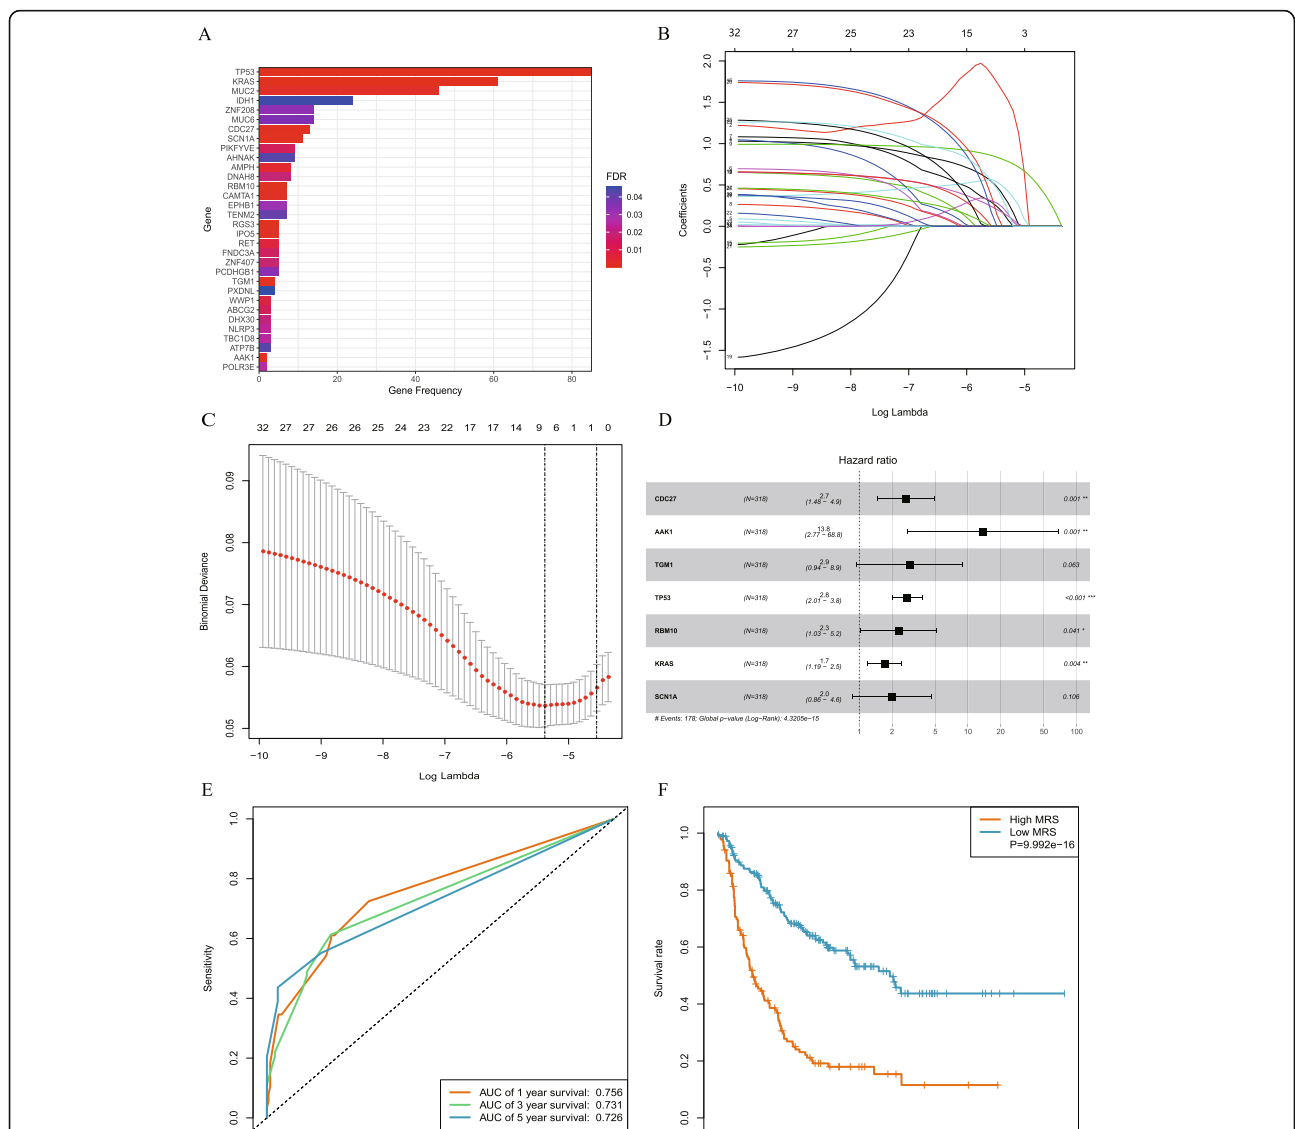 A
TP53
KRAS
MUC2
IDH1
ZNF208
MUC6
CDC27
SCN1A
PIKFYVE
AHNAK
AMPH
DNAH8
RBM10
CAMTA1
EPHB1
TENM2
RGS3
IPO5
RET
FNDC3A
ZNF407
PCDHGB1
TGM1
PXDNL
WWP1
ABCG2
DHX30
NLRP3
TBC1D8
ATP7B
AAK1
POLR3E
Gene
0 20 40 60 80
Gene Frequency
FDR
0.04
0.03
0.02
0.01
B
32 27 25 23 15 3
2.0
1.5
1.0
0.5
0.0
−0.5
−1.0
−1.5
Coefficients
2
7
9
8
22
19
−10 −9 −8 −7 −6 −5
Log Lambda
C
32 27 27 26 26 25 24 23 22 17 17 14 9 6 1 1 0
0.09
0.08
0.07
0.06
0.05
Binomial Deviance
−10 −9 −8 −7 −6 −5
Log Lambda
D
Hazard ratio
CDC27 (N=318) 2.7 (1.48 − 4.9) 0.001 **
AAK1 (N=318) 13.8 (2.77 − 68.8) 0.001 **
TGM1 (N=318) 2.9 (0.94 − 8.9) 0.063
TP53 (N=318) 2.8 (2.01 − 3.8) <0.001 ***
RBM10 (N=318) 2.3 (1.03 − 5.2) 0.041 *
KRAS (N=318) 1.7 (1.19 − 2.5) 0.004 **
SCN1A (N=318) 2.0 (0.86 − 4.6) 0.106
# Events: 178; Global p−value (Log−Rank): 4.3205e−15
1 2 5 10 20 50 100
E
1.0
0.8
0.6
0.4
0.2
0.0
Sensitivity
AUC of 1 year survival: 0.756
AUC of 3 year survival: 0.731
AUC of 5 year survival: 0.726
F
1.0
0.8
0.6
0.4
0.2
0.0
Survival rate
High MRS
Low MRS
P=9.992e−16